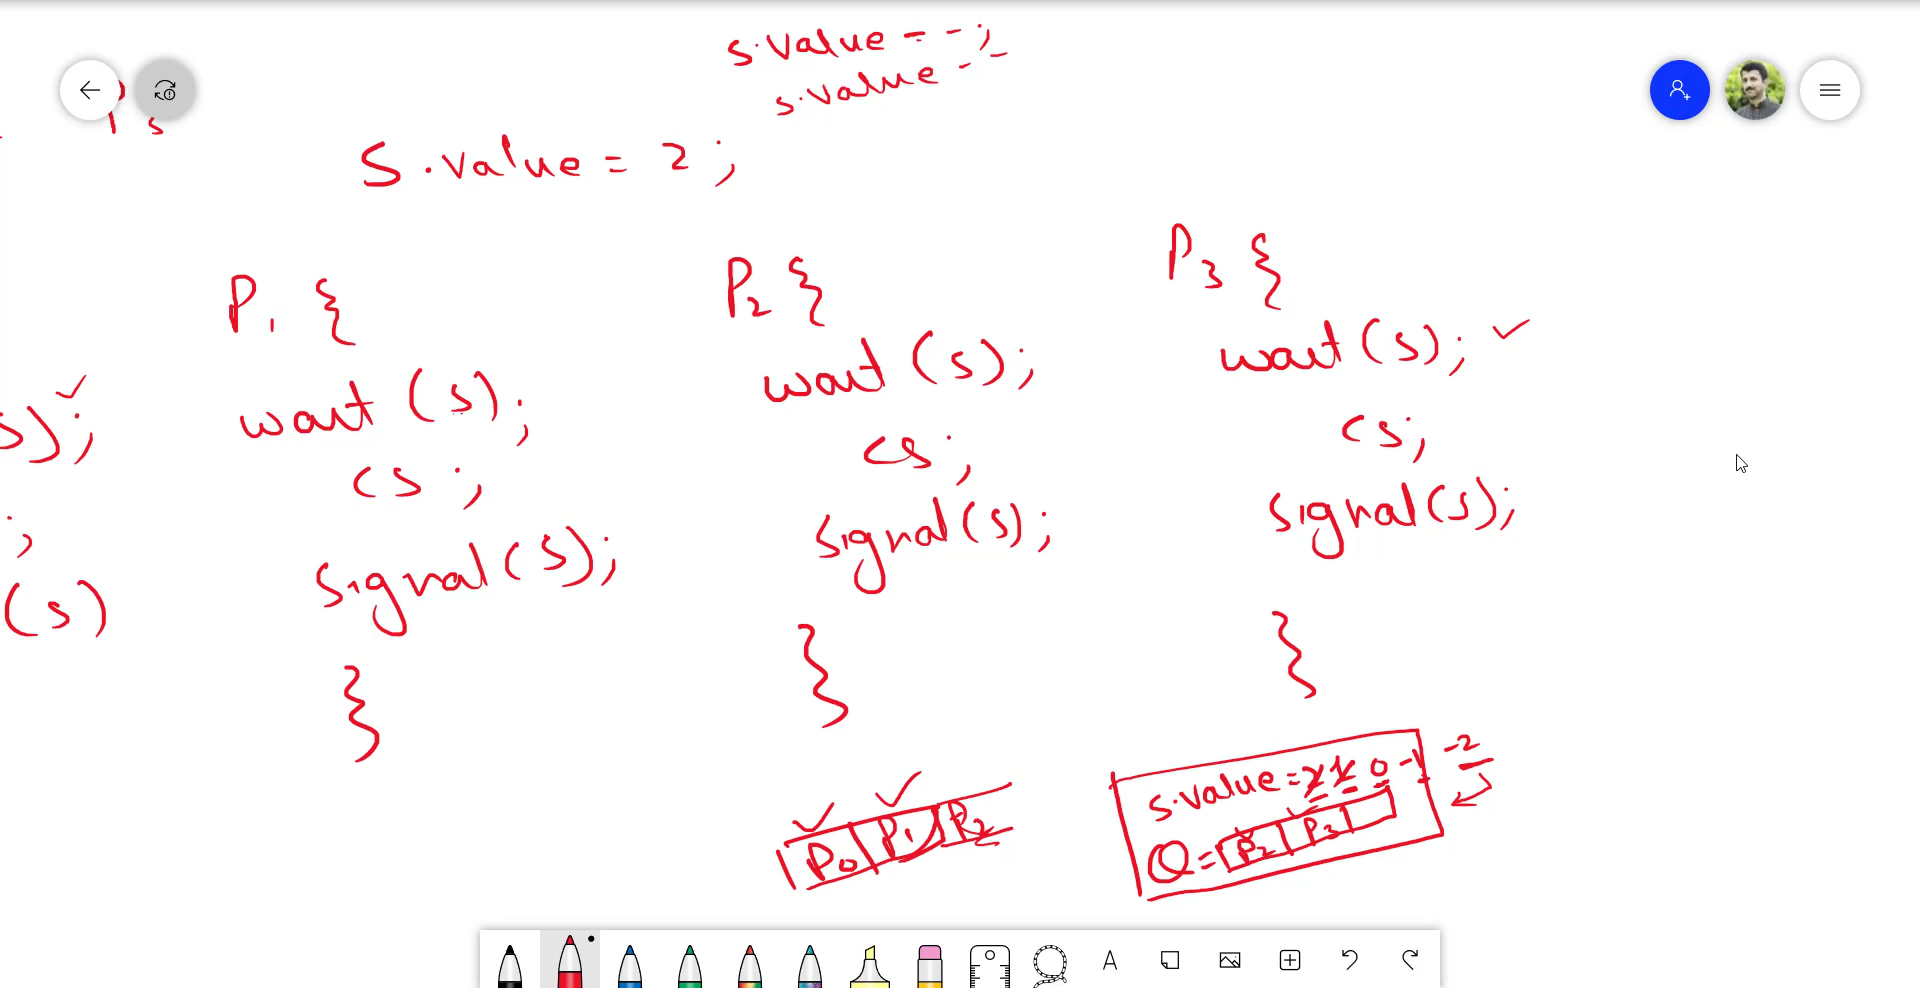 s.value = --;
s.value --
s
S.value = 2;
P1 {
wait (s);
cs;
signal (S);
}
P2 {
wait (s);
cs;
signal(s);
}
P3 {
wait (s);
cs;
signal(s);
}
s);
;
(s)
P0 P1 P2
s.value = 2 1 0 -1 -2
Q = P2 P3
A